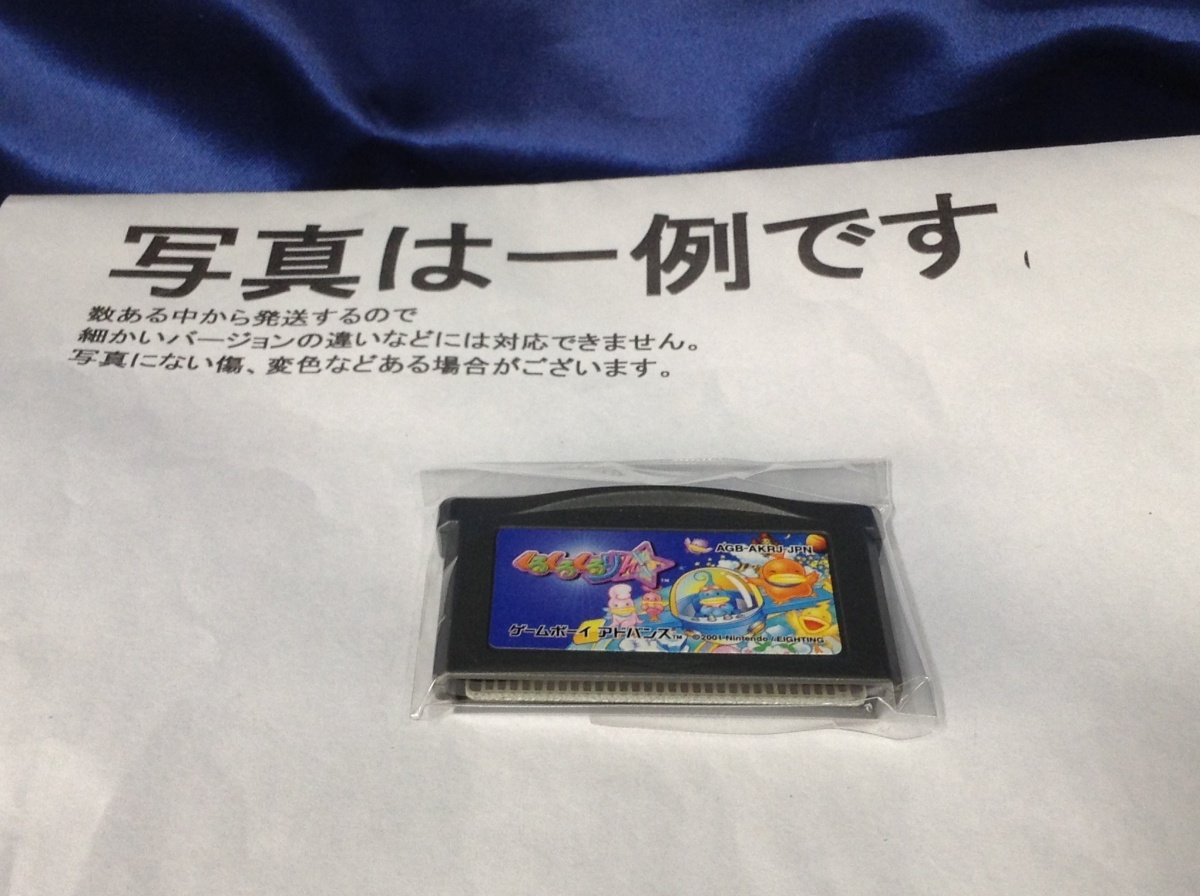 写真は一例です。
数ある中から発送するので
細かいバージョンの違いなどには対応できません。
写真にない傷、変色などある場合がございます。
AGB-AKRJ-JPN
くるくるくるりん™
ゲームボーイ アドバンス™
©2001 Nintendo / EIGHTING